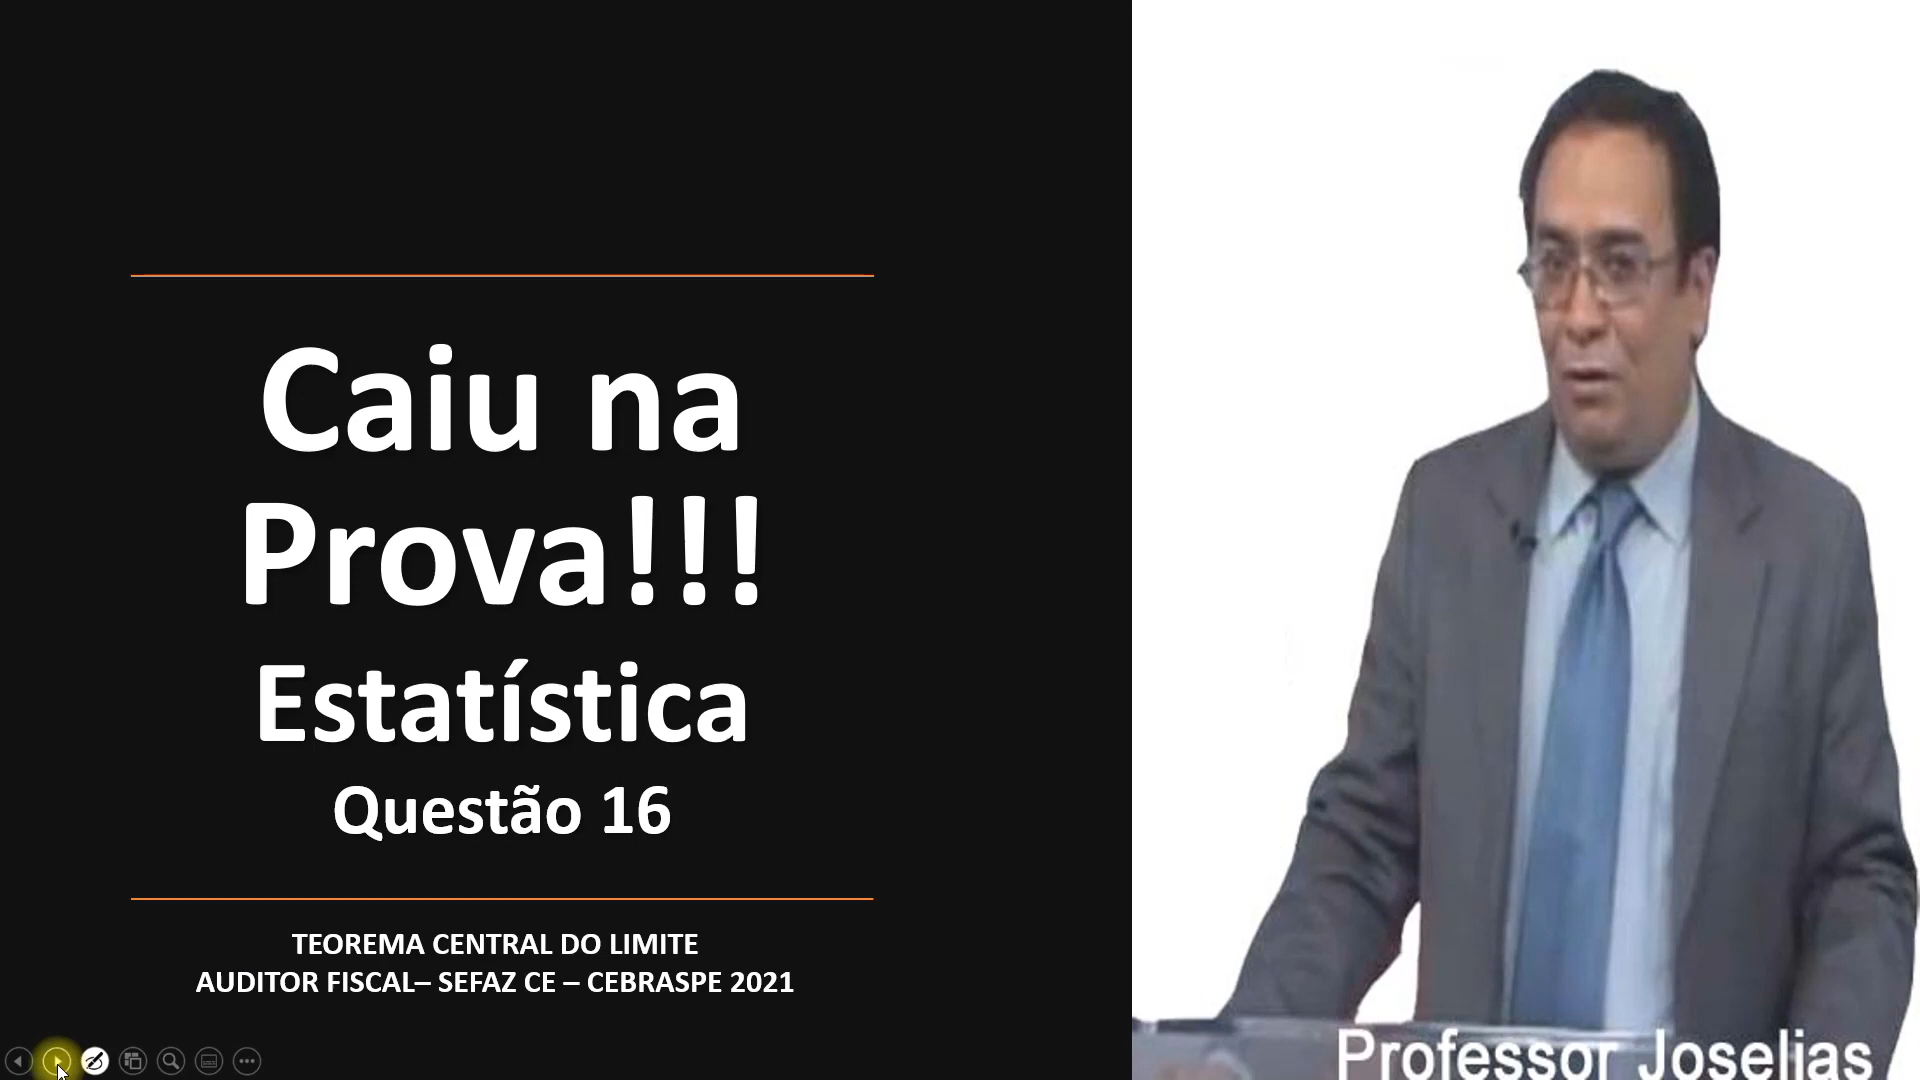 Caiu na
Prova!!!
Estatística
Questão 16
TEOREMA CENTRAL DO LIMITE
AUDITOR FISCAL– SEFAZ CE – CEBRASPE 2021
Professor Joselias